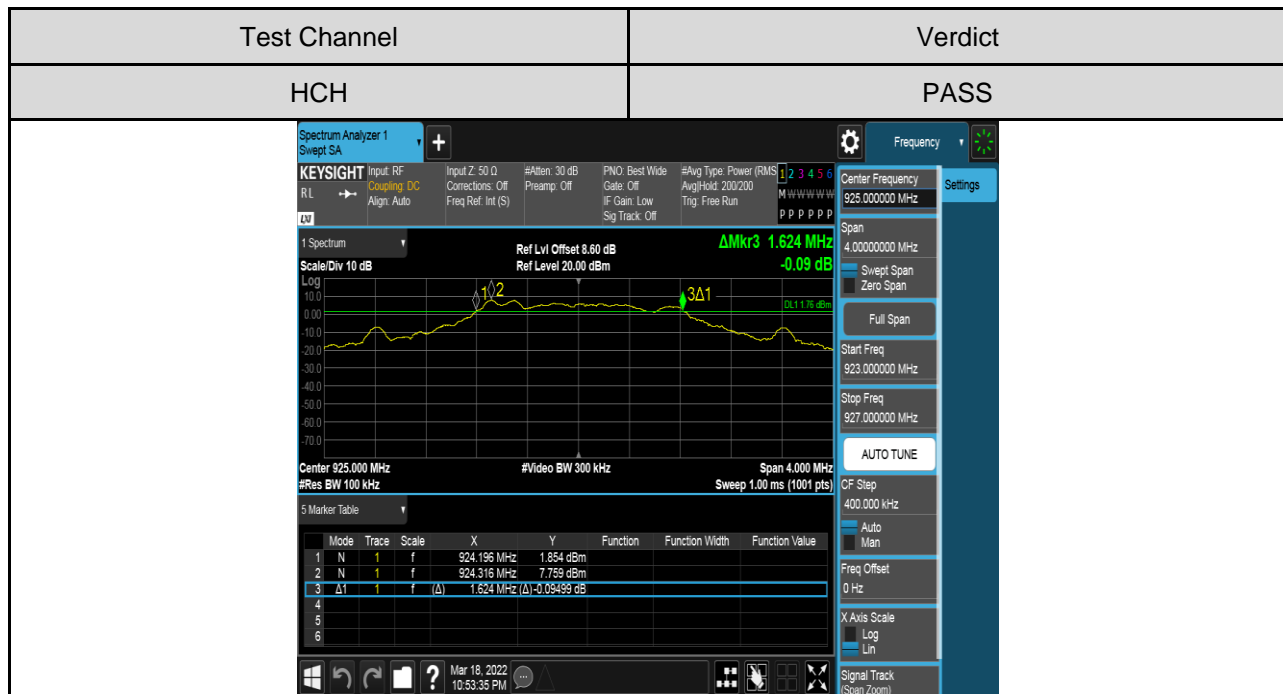 Test Channel Verdict
HCH PASS
Spectrum Analyzer 1
Swept SA
+
Frequency
KEYSIGHT Input: RF Input Z: 50 Ω #Atten: 30 dB PNO: Best Wide #Avg Type: Power (RMS 1 2 3 4 5 6
RL Coupling: DC Corrections: Off Preamp: Off Gate: Off Avg|Hold: 200/200 M W W W W W
Align: Auto Freq Ref: Int (S) IF Gain: Low Trig: Free Run
LXI Sig Track: Off P P P P P P
1 Spectrum
Ref Lvl Offset 8.60 dB ΔMkr3 1.624 MHz
Scale/Div 10 dB Ref Level 20.00 dBm -0.09 dB
Log
10.0
0.00
-10.0
-20.0
-30.0
-40.0
-50.0
-60.0
-70.0
1 2 3Δ1
DL1 1.76 dBm
Center 925.000 MHz #Video BW 300 kHz Span 4.000 MHz
#Res BW 100 kHz Sweep 1.00 ms (1001 pts)
5 Marker Table
Mode Trace Scale X Y Function Function Width Function Value
1 N 1 f 924.196 MHz 1.854 dBm
2 N 1 f 924.316 MHz 7.759 dBm
3 Δ1 1 f (Δ) 1.624 MHz (Δ) -0.09499 dB
4
5
6
? Mar 18, 2022
10:53:35 PM
Center Frequency
925.000000 MHz
Settings
Span
4.00000000 MHz
Swept Span
Zero Span
Full Span
Start Freq
923.000000 MHz
Stop Freq
927.000000 MHz
AUTO TUNE
CF Step
400.000 kHz
Auto
Man
Freq Offset
0 Hz
X Axis Scale
Log
Lin
Signal Track
(Span Zoom)